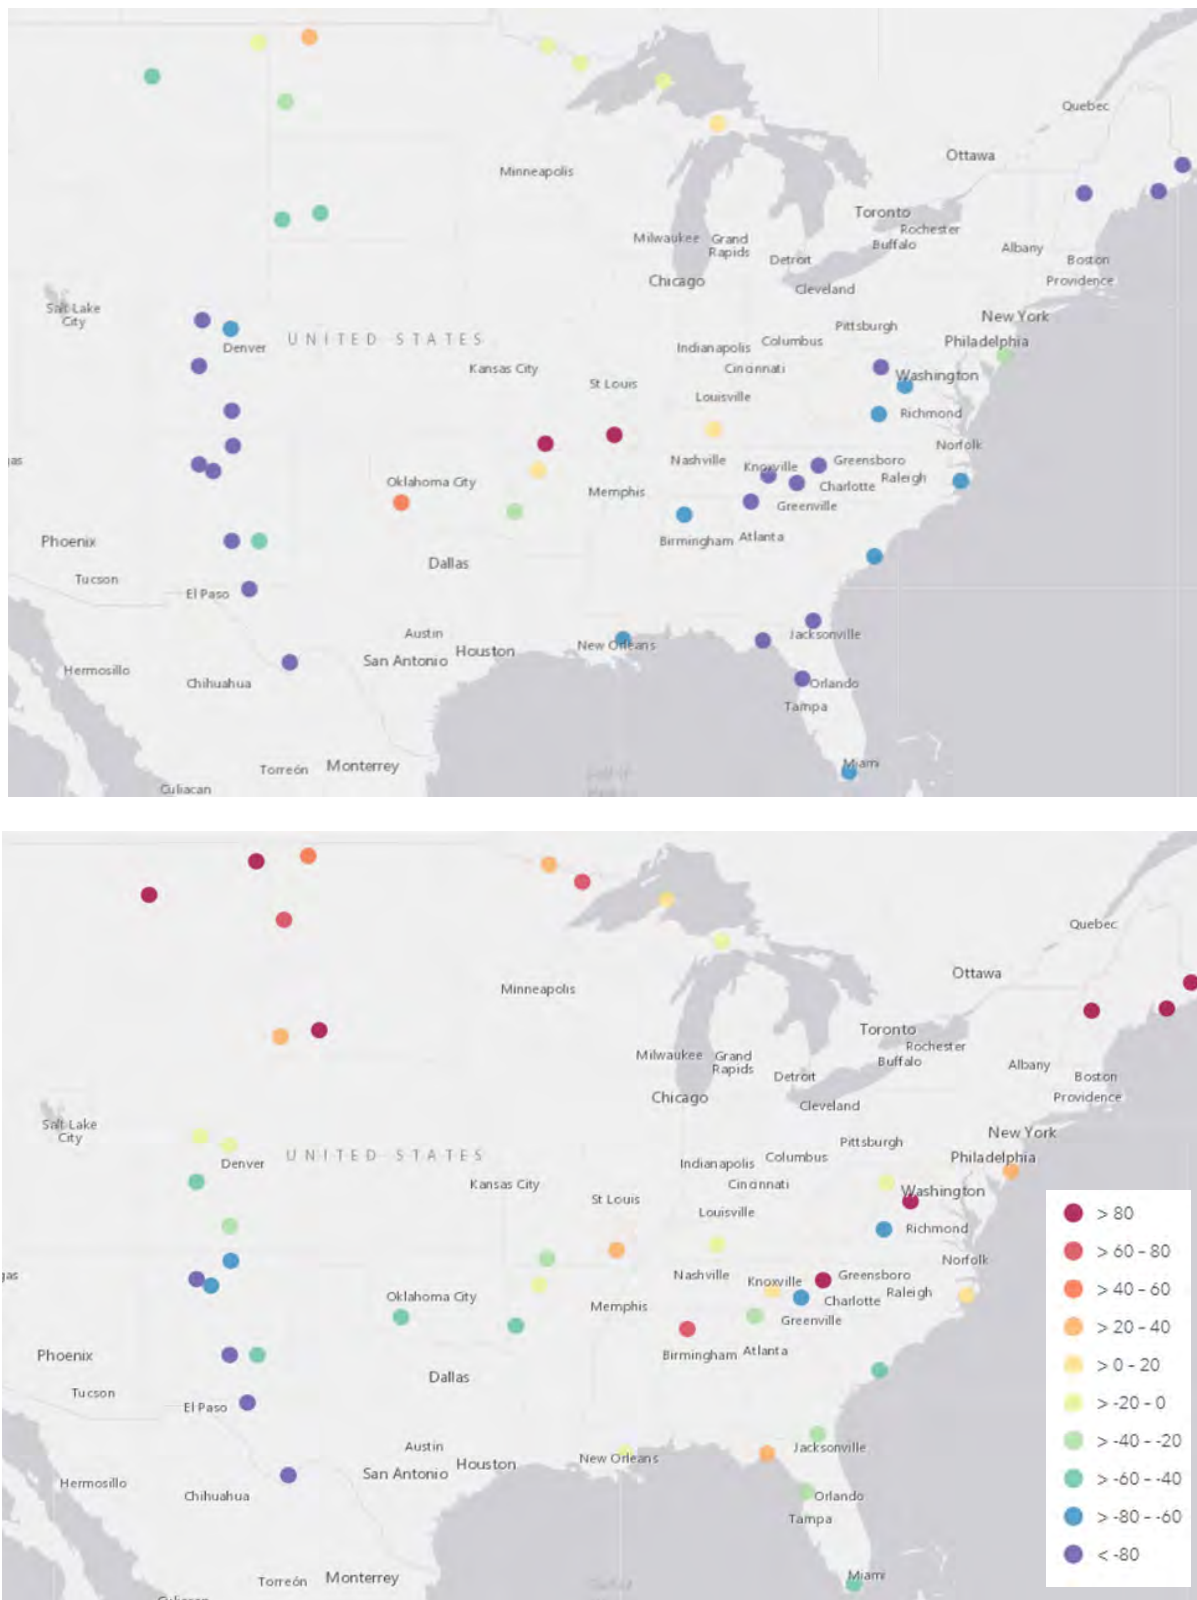 Quebec
Ottawa
Minneapolis
Toronto
Rochester
Buffalo
Milwaukee
Grand
Rapids
Albany
Detroit
Boston
Chicago
Cleveland
Providence
Salt Lake
City
New York
Pittsburgh
UNITED STATES
Denver
Indianapolis
Columbus
Philadelphia
Kansas City
Cincinnati
Washington
St Louis
Louisville
Richmond
Norfolk
gas
Nashville
Knoxville
Greensboro
Oklahoma City
Memphis
Charlotte
Raleigh
Greenville
Phoenix
Birmingham
Atlanta
Dallas
Tucson
El Paso
Austin
Jacksonville
Houston
New Orleans
San Antonio
Hermosillo
Chihuahua
Orlando
Tampa
Torreón
Monterrey
Miami
Culiacan
Quebec
Ottawa
Minneapolis
Toronto
Rochester
Buffalo
Milwaukee
Grand
Rapids
Albany
Detroit
Boston
Chicago
Cleveland
Providence
Salt Lake
City
New York
Pittsburgh
UNITED STATES
Denver
Indianapolis
Columbus
Philadelphia
Kansas City
Cincinnati
Washington
St Louis
Louisville
Richmond
Norfolk
gas
Nashville
Knoxville
Greensboro
Oklahoma City
Memphis
Charlotte
Raleigh
Greenville
Phoenix
Birmingham
Atlanta
Dallas
Tucson
El Paso
Austin
Jacksonville
Houston
New Orleans
San Antonio
Hermosillo
Chihuahua
Orlando
Tampa
Torreón
Monterrey
Miami
> 80
> 60 - 80
> 40 - 60
> 20 - 40
> 0 - 20
> -20 - 0
> -40 - -20
> -60 - -40
> -80 - -60
< -80